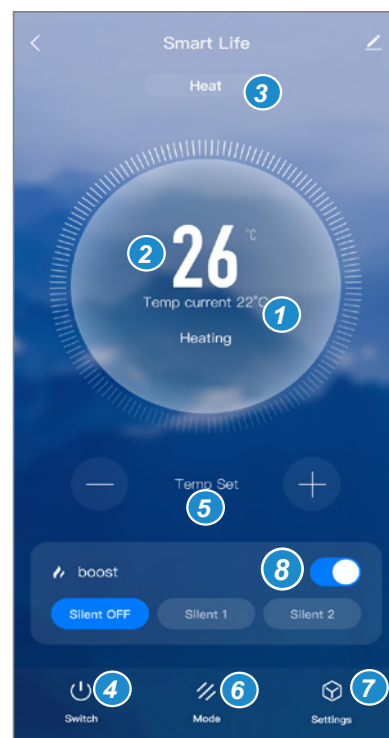 Smart Life
Heat 3
2 26 °C
Temp current 22°C 1
Heating
Temp Set
5
boost 8
Silent OFF Silent 1 Silent 2
4 6 7
Switch Mode Settings